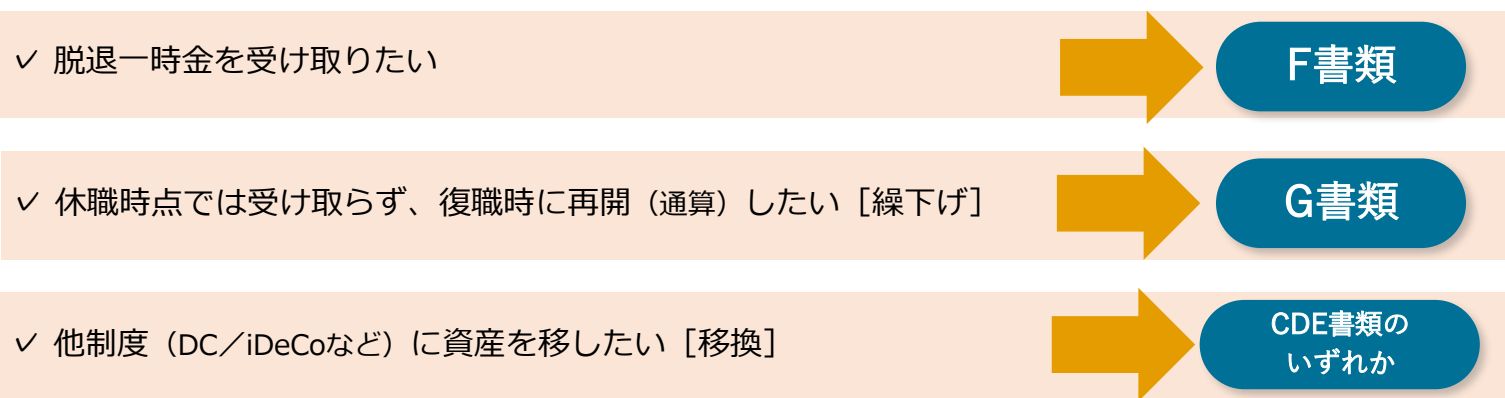 ✓ 脱退一時金を受け取りたい
F書類
✓ 休職時点では受け取らず、復職時に再開（通算）したい［繰下げ］
G書類
✓ 他制度（DC／iDeCoなど）に資産を移したい［移換］
CDE書類の
いずれか